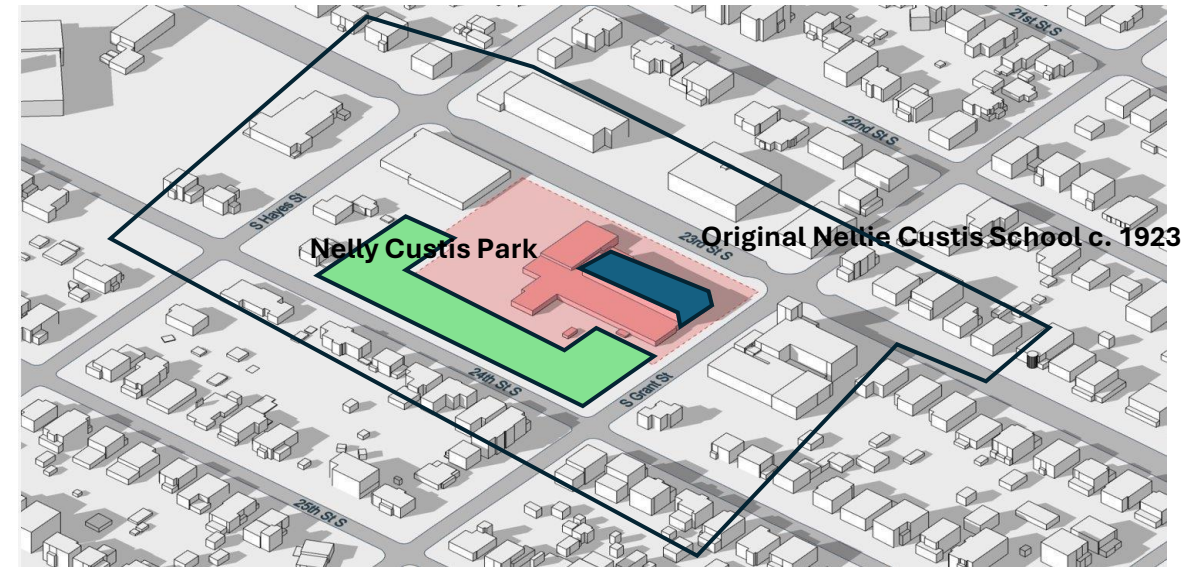 21st St S
22nd St S
S Hayes St
Nelly Custis Park
23rd St S
Original Nellie Custis School c. 1923
24th St S
S Grant St
25th St S